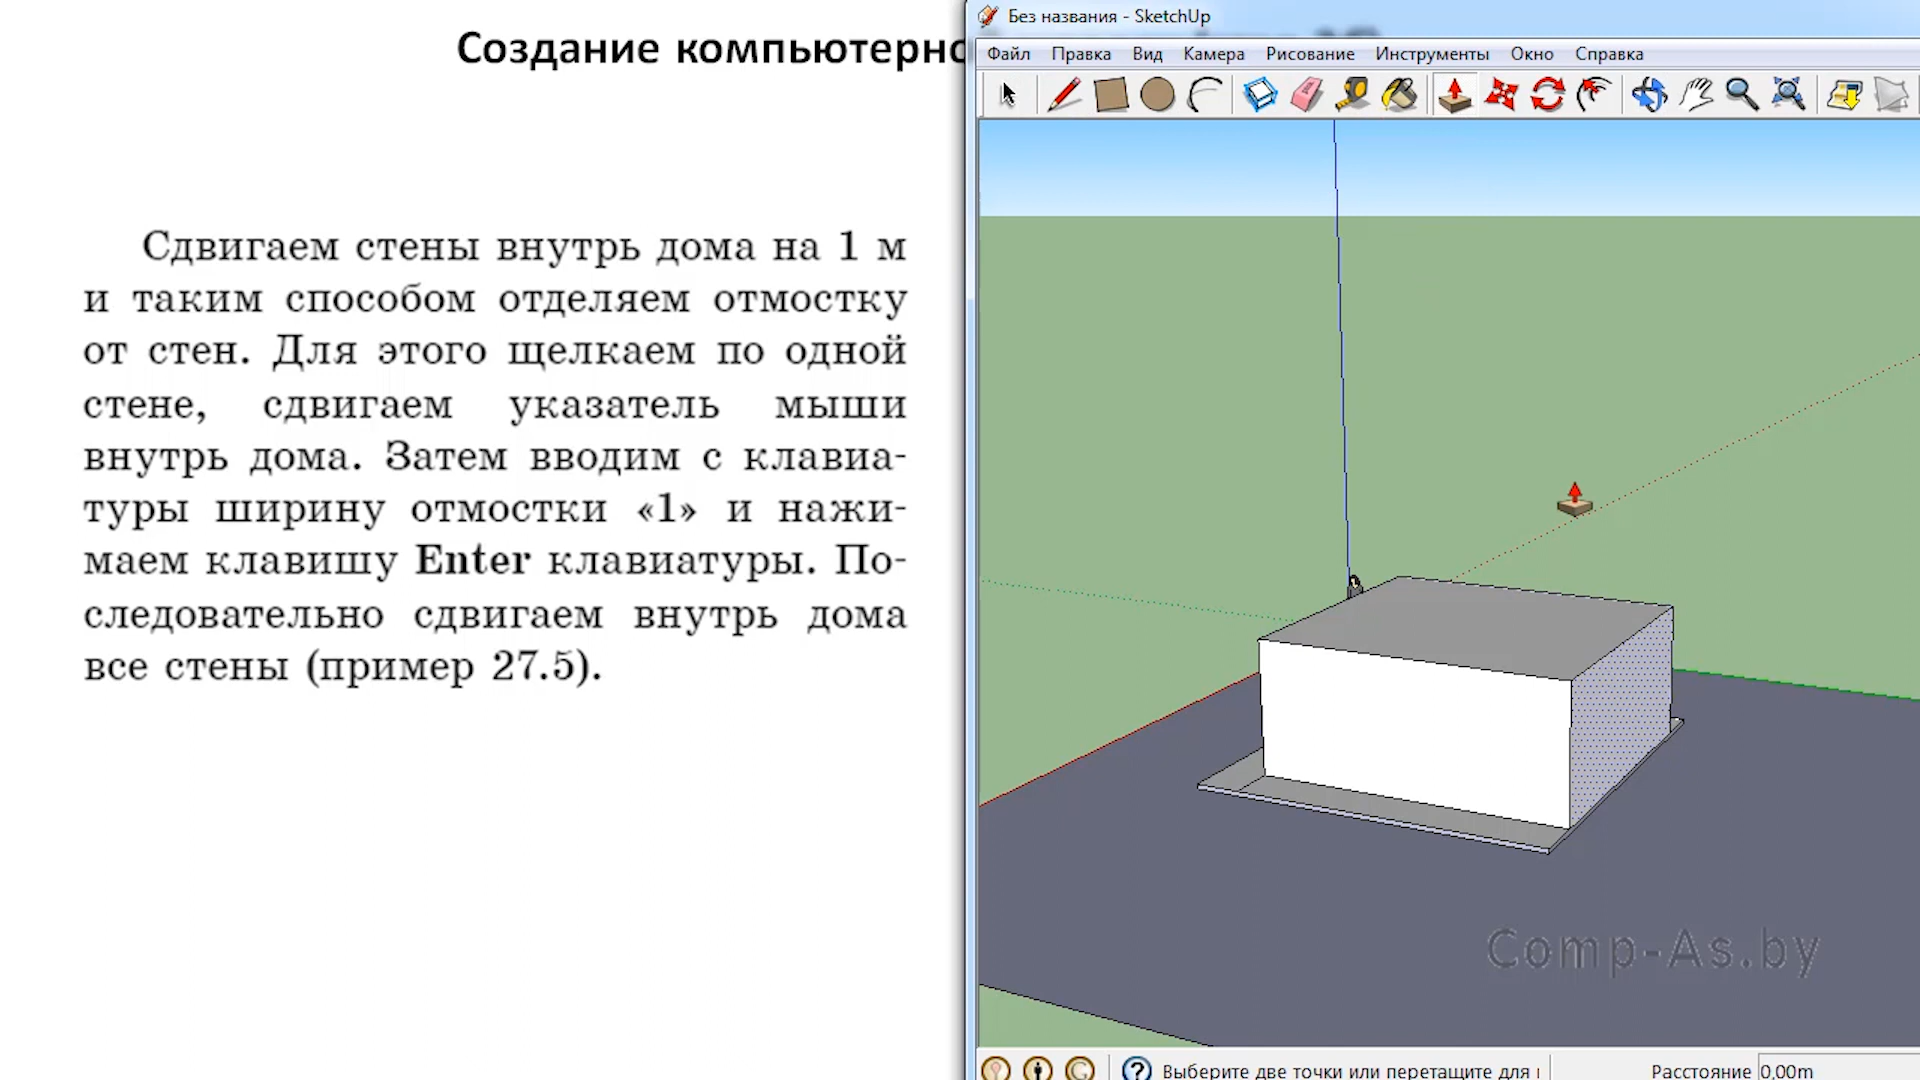 Создание компьютерно
Сдвигаем стены внутрь дома на 1 м
и таким способом отделяем отмостку
от стен. Для этого щелкаем по одной
стене, сдвигаем указатель мыши
внутрь дома. Затем вводим с клавиа-
туры ширину отмостки «1» и нажи-
маем клавишу Enter клавиатуры. По-
следовательно сдвигаем внутрь дома
все стены (пример 27.5).
Без названия - SketchUp
Файл Правка Вид Камера Рисование Инструменты Окно Справка
Comp-As.by
Выберите две точки или перетащите для
Расстояние 0,00m